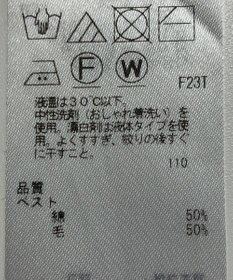 F
W
F23T
液温は30℃以下。
中性洗剤(おしゃれ着洗い)を
使用。漂白剤は液体タイプを使
用。よくすすぎ、絞りの後すぐ
に干すこと。
110
品質
ベスト
綿 50%
毛 50%